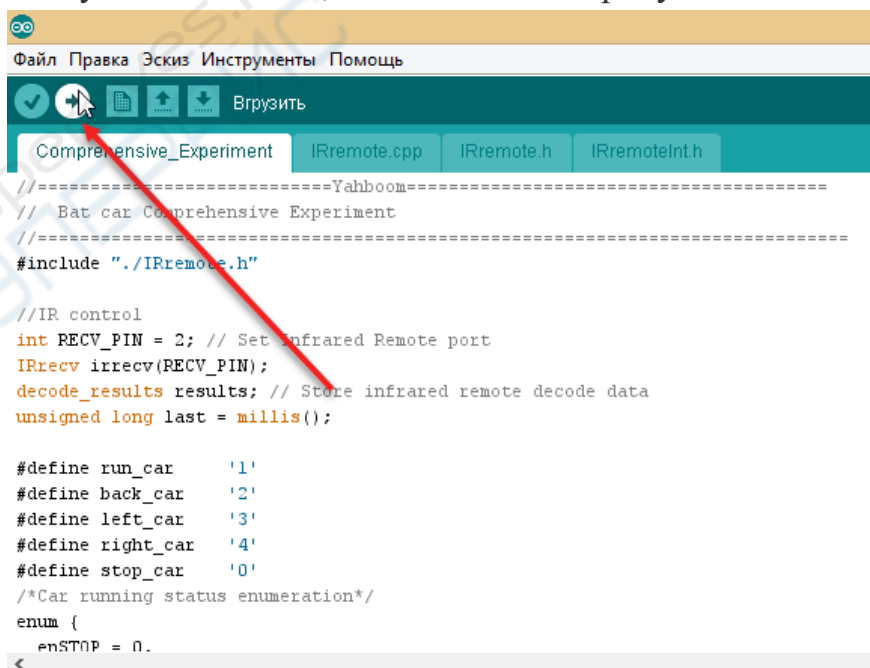 Файл Правка Эскиз Инструменты Помощь
Вгрузить
Comprehensive_Experiment IRremote.cpp IRremote.h IRremoteInt.h
//==============================Yahboom==========================================
// Bat car Comprehensive Experiment
//===================================================================================
#include "./IRremote.h"
//IR control
int RECV_PIN = 2; // Set Infrared Remote port
IRrecv irrecv(RECV_PIN);
decode_results results; // Store infrared remote decode data
unsigned long last = millis();
#define run_car '1'
#define back_car '2'
#define left_car '3'
#define right_car '4'
#define stop_car '0'
/*Car running status enumeration*/
enum {
enSTOP = 0,